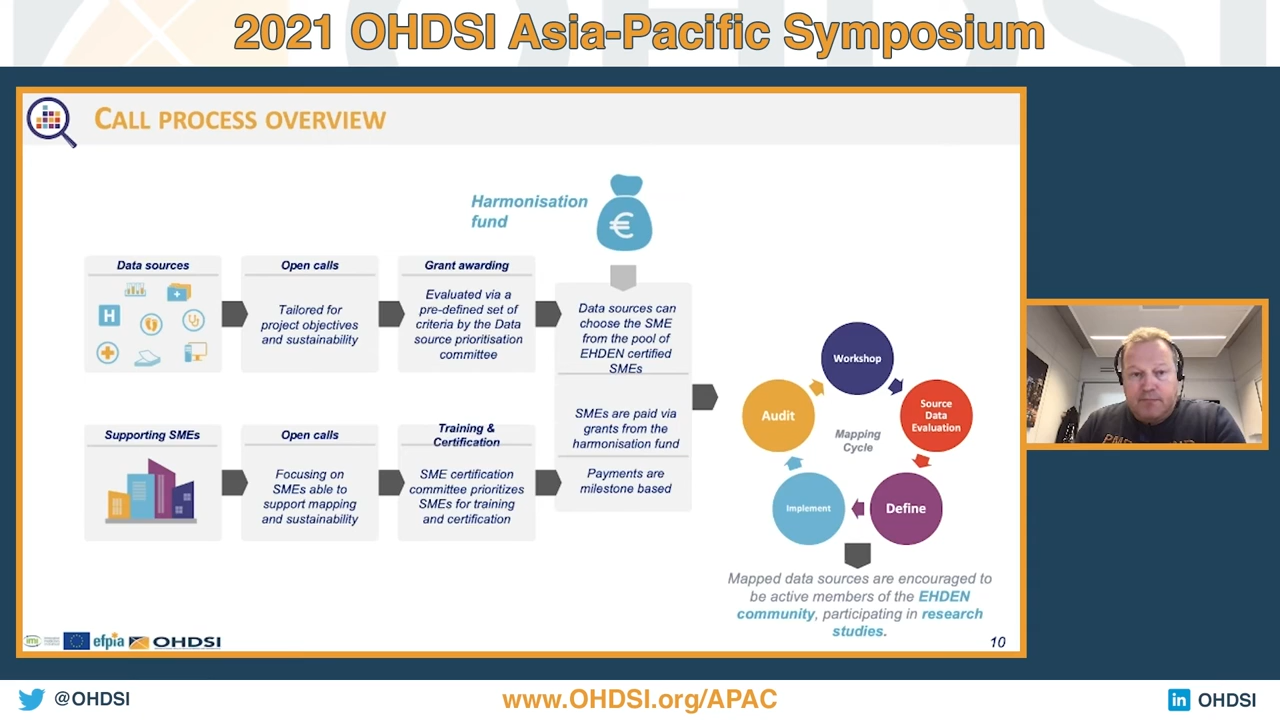 2021 OHDSI Asia-Pacific Symposium
CALL PROCESS OVERVIEW
Harmonisation
fund
€
Data sources
H
Open calls
Tailored for
project objectives
and sustainability
Grant awarding
Evaluated via a
pre-defined set of
criteria by the Data
source prioritisation
committee
Data sources can
choose the SME
from the pool of
EHDEN certified
SMEs
SMEs are paid via
grants from the
harmonisation fund
Payments are
milestone based
Supporting SMEs
Open calls
Focusing on
SMEs able to
support mapping
and sustainability
Training &
Certification
SME certification
committee prioritizes
SMEs for training
and certification
Workshop
Source
Data
Evaluation
Define
Implement
Audit
Mapping
Cycle
Mapped data sources are encouraged to
be active members of the EHDEN
community, participating in research
studies.
imi
efpia
OHDSI
10
@OHDSI
www.OHDSI.org/APAC
in OHDSI